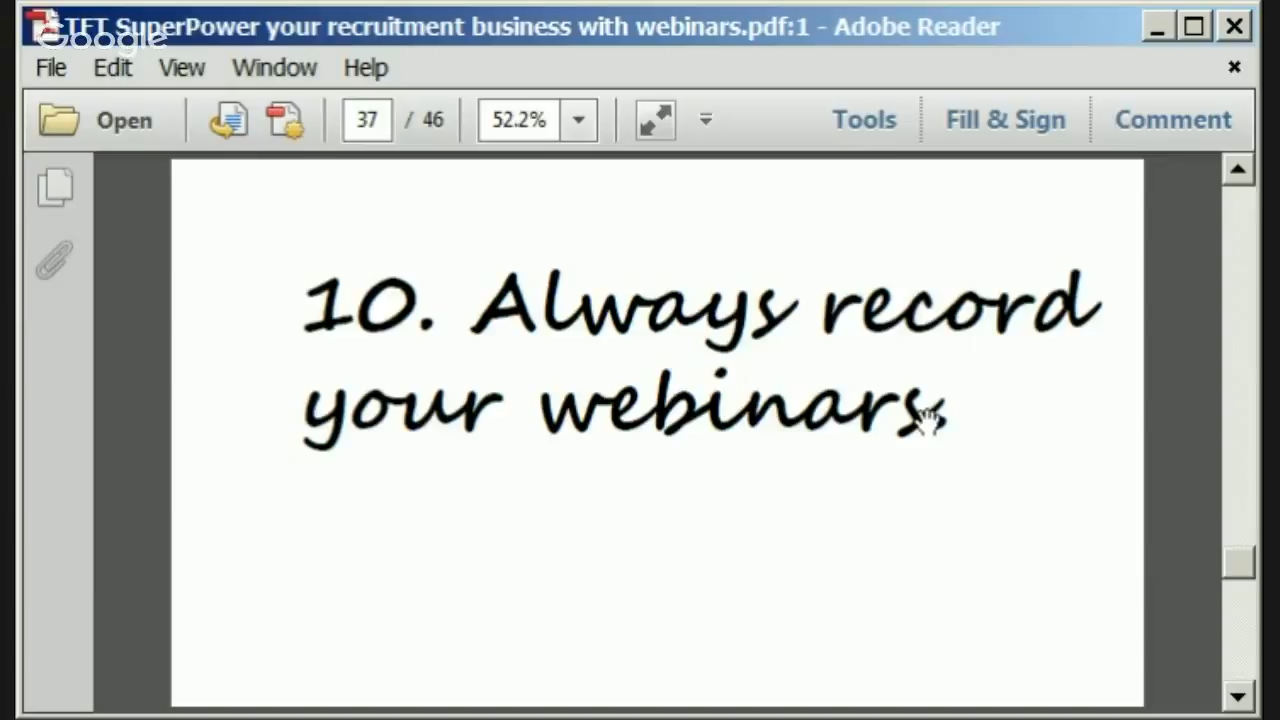 TFT SuperPower your recruitment business with webinars.pdf:1 - Adobe Reader
Google
File Edit View Window Help
Open 37 / 46 52.2% Tools Fill & Sign Comment
10. Always record
your webinars.